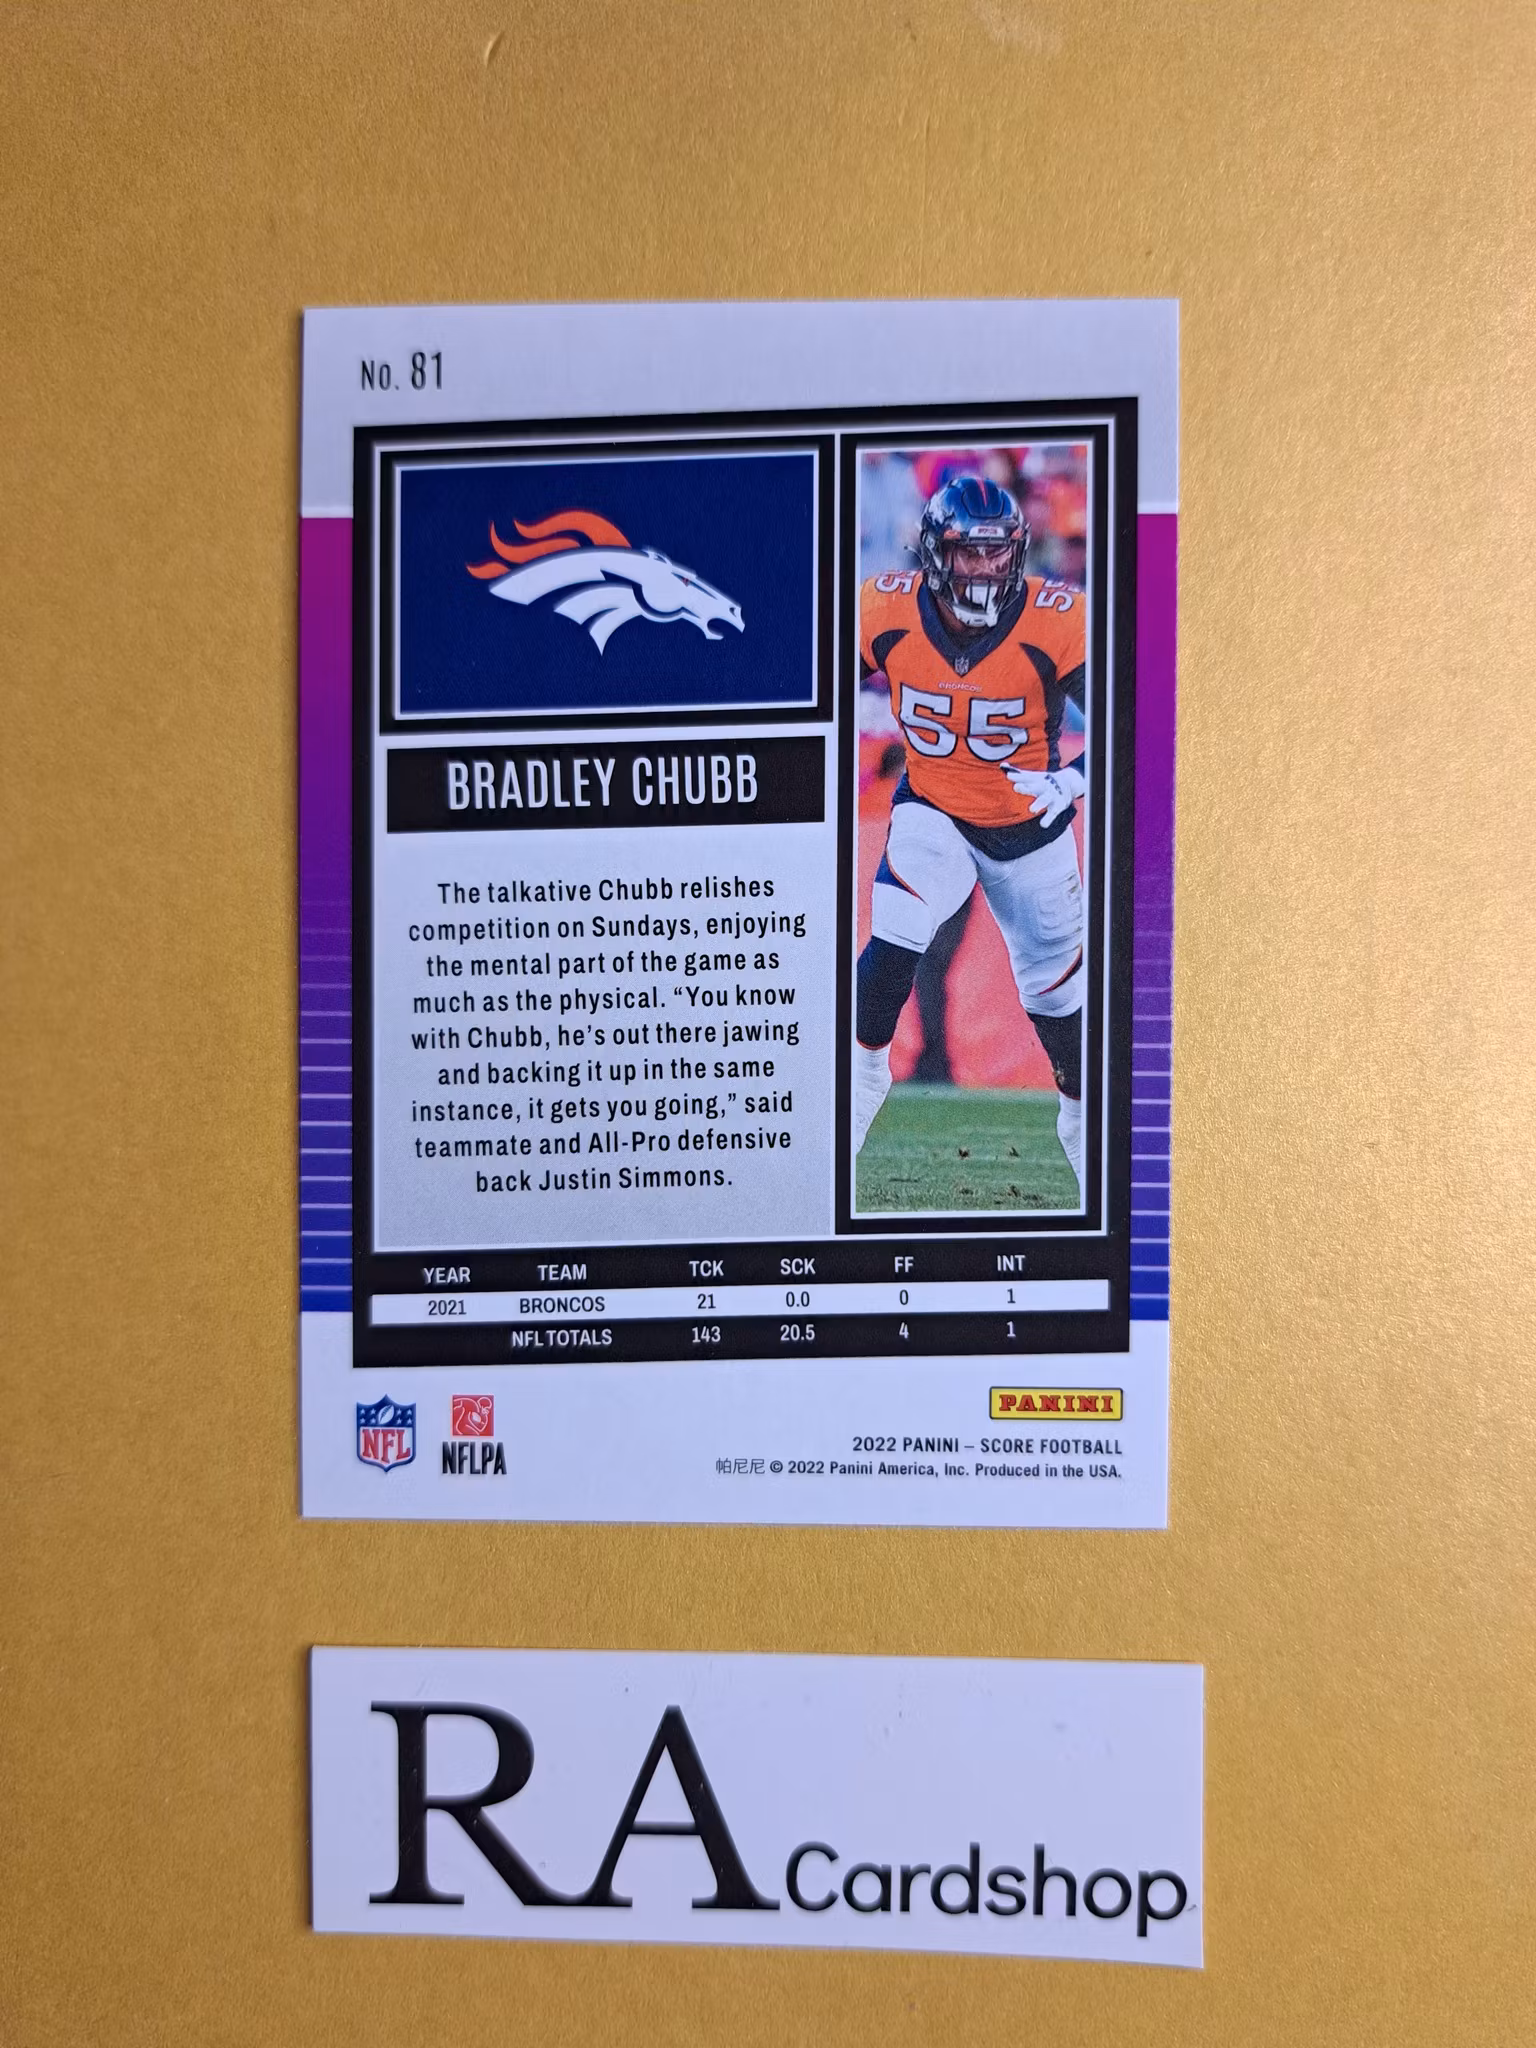 No. 81
BRADLEY CHUBB
The talkative Chubb relishes
competition on Sundays, enjoying
the mental part of the game as
much as the physical. “You know
with Chubb, he’s out there jawing
and backing it up in the same
instance, it gets you going,” said
teammate and All-Pro defensive
back Justin Simmons.
55
55
BRONCOS
55
YEAR TEAM TCK SCK FF INT
2021 BRONCOS 21 0.0 0 1
NFL TOTALS 143 20.5 4 1
NFL
NFLPA
PANINI
2022 PANINI – SCORE FOOTBALL
帕尼尼 © 2022 Panini America, Inc. Produced in the USA.
RA Cardshop